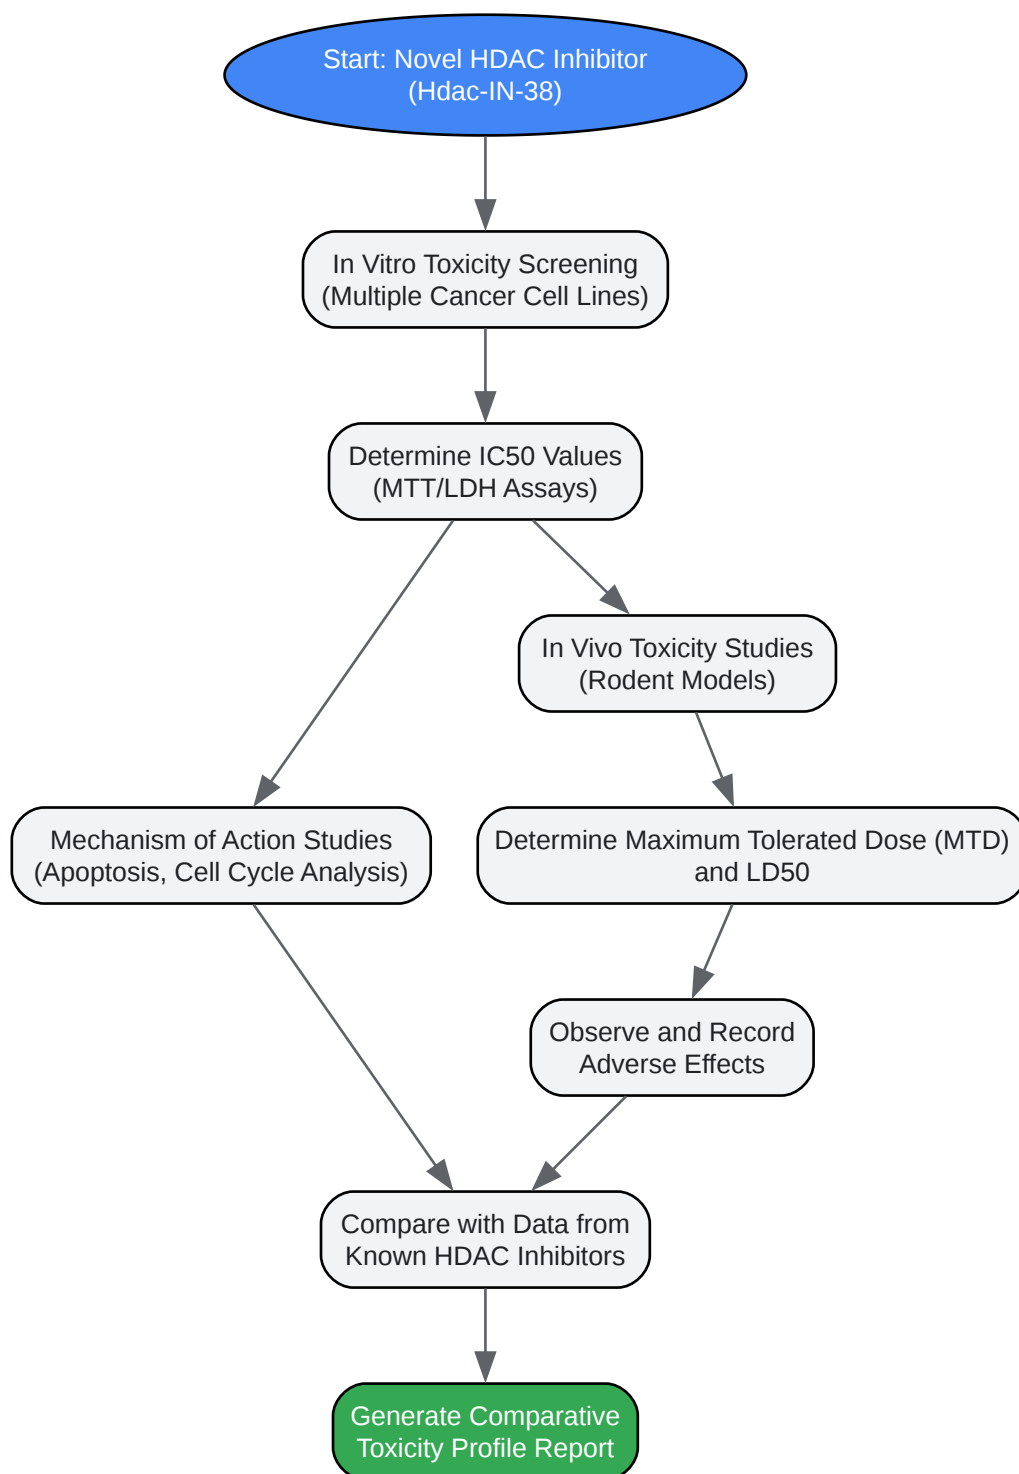 Start: Novel HDAC Inhibitor
(Hdac-IN-38)
In Vitro Toxicity Screening
(Multiple Cancer Cell Lines)
Determine IC50 Values
(MTT/LDH Assays)
In Vivo Toxicity Studies
(Rodent Models)
Mechanism of Action Studies
(Apoptosis, Cell Cycle Analysis)
Determine Maximum Tolerated Dose (MTD)
and LD50
Observe and Record
Adverse Effects
Compare with Data from
Known HDAC Inhibitors
Generate Comparative
Toxicity Profile Report